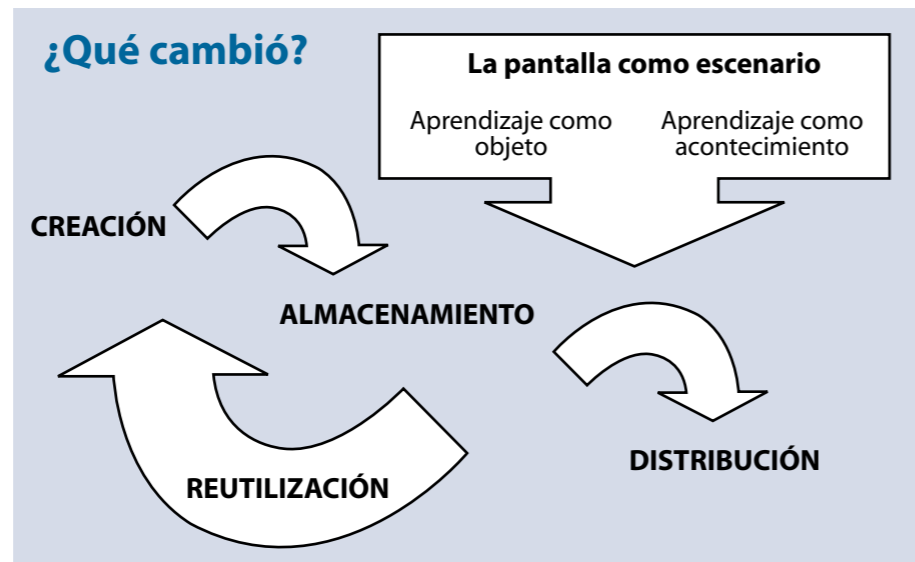 ¿Qué cambió?
La pantalla como escenario
Aprendizaje como
objeto
Aprendizaje como
acontecimiento
CREACIÓN
ALMACENAMIENTO
DISTRIBUCIÓN
REUTILIZACIÓN